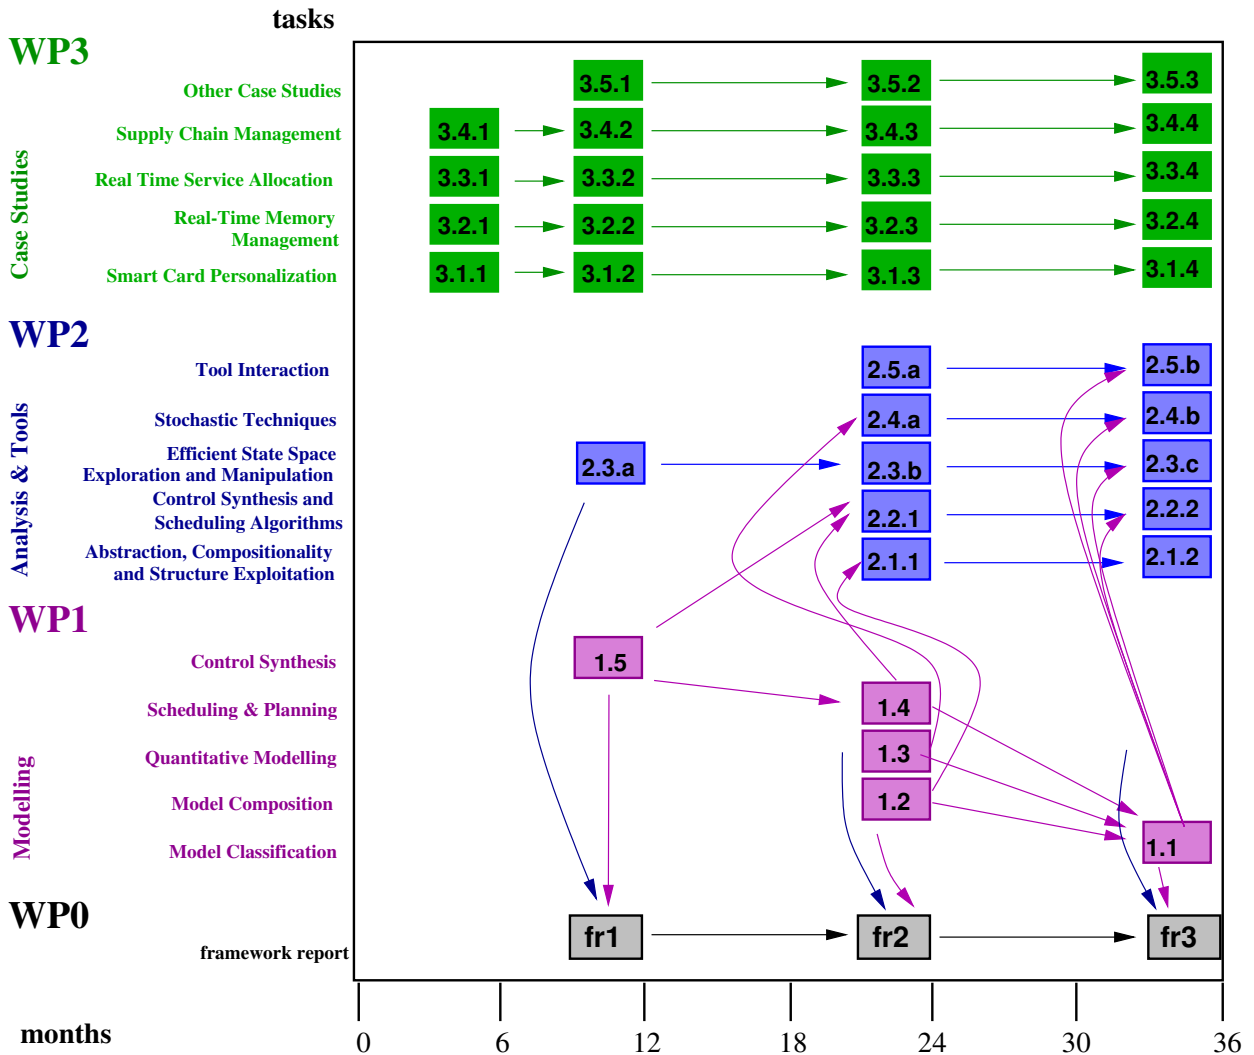 tasks
WP3
Other Case Studies
3.5.1
3.5.2
3.5.3
Supply Chain Management
3.4.1
3.4.2
3.4.3
3.4.4
Real Time Service Allocation
3.3.1
3.3.2
3.3.3
3.3.4
Real-Time Memory
Management
3.2.1
3.2.2
3.2.3
3.2.4
Smart Card Personalization
3.1.1
3.1.2
3.1.3
3.1.4
Case Studies
WP2
Tool Interaction
2.5.a
2.5.b
Stochastic Techniques
2.4.a
2.4.b
Efficient State Space
Exploration and Manipulation
2.3.a
2.3.b
2.3.c
Control Synthesis and
Scheduling Algorithms
2.2.1
2.2.2
Abstraction, Compositionality
and Structure Exploitation
2.1.1
2.1.2
Analysis & Tools
WP1
Control Synthesis
1.5
Scheduling & Planning
1.4
Quantitative Modelling
1.3
Model Composition
1.2
Model Classification
1.1
Modelling
WP0
framework report
fr1
fr2
fr3
months
0
6
12
18
24
30
36